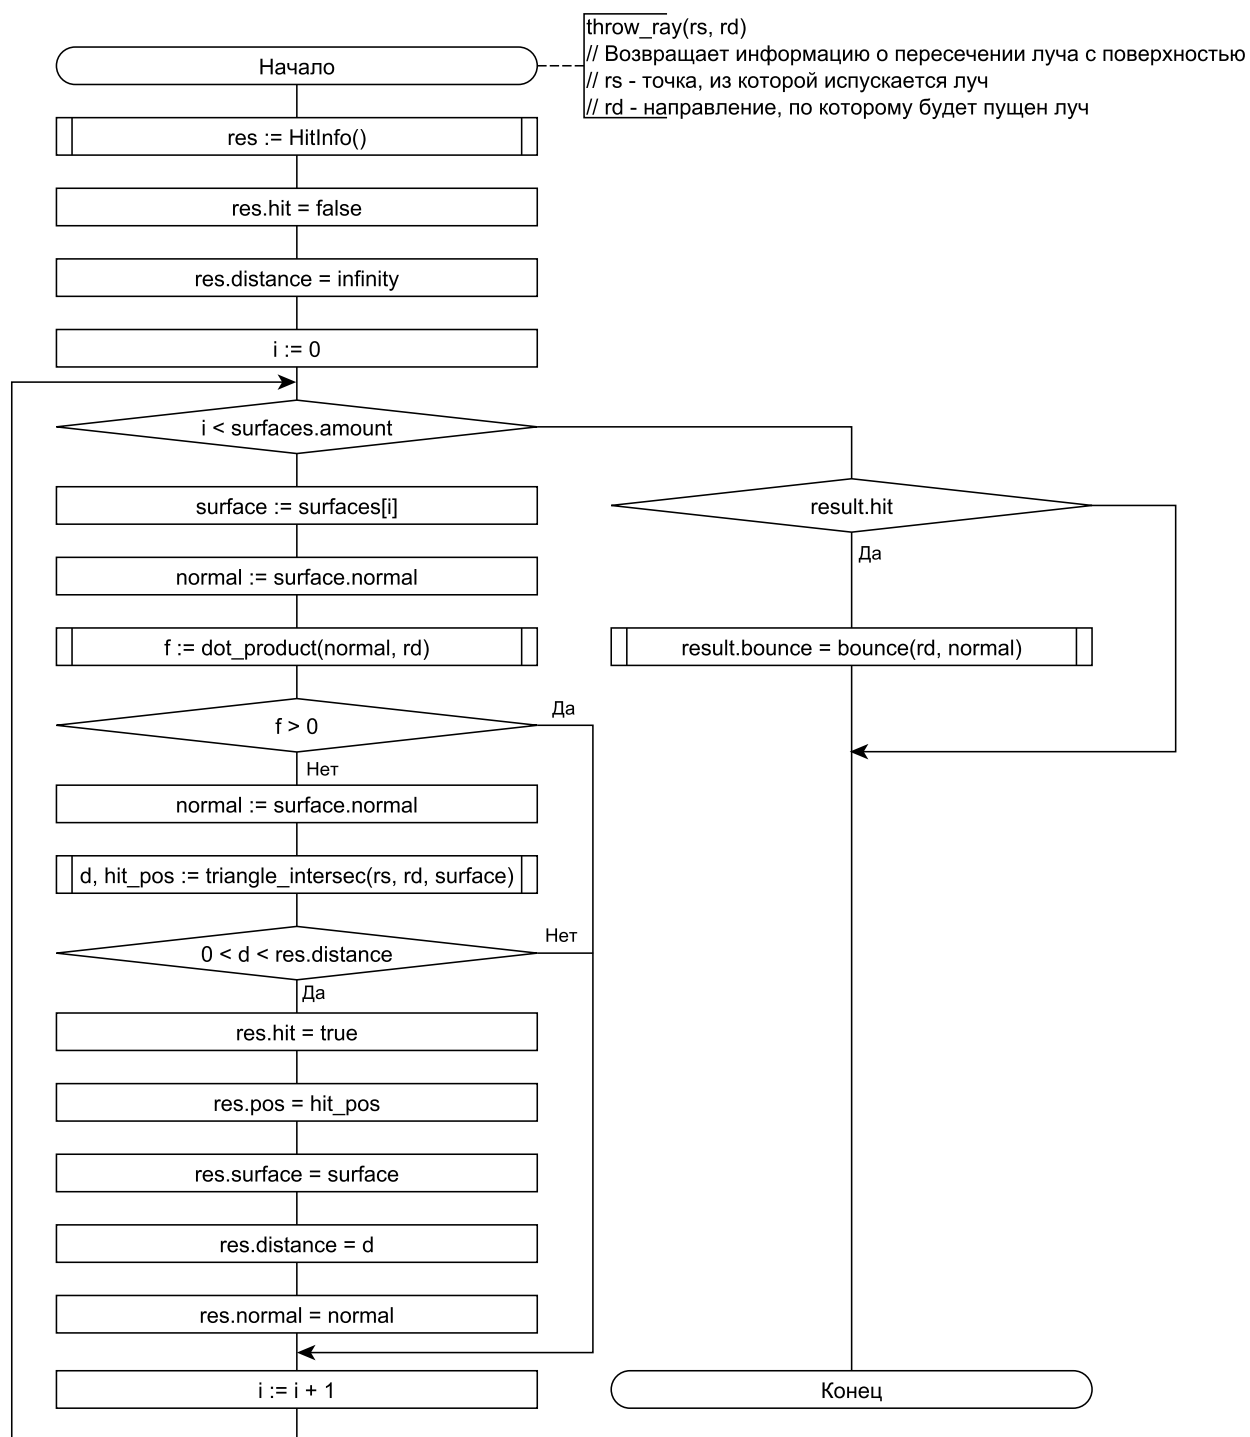 throw_ray(rs, rd)
// Возвращает информацию о пересечении луча с поверхностью
// rs - точка, из которой испускается луч
// rd - направление, по которому будет пущен луч
Начало
res := HitInfo()
res.hit = false
res.distance = infinity
i := 0
i < surfaces.amount
surface := surfaces[i]
normal := surface.normal
f := dot_product(normal, rd)
f > 0
Да
Нет
normal := surface.normal
d, hit_pos := triangle_intersec(rs, rd, surface)
0 < d < res.distance
Нет
Да
res.hit = true
res.pos = hit_pos
res.surface = surface
res.distance = d
res.normal = normal
i := i + 1
result.hit
Да
result.bounce = bounce(rd, normal)
Конец